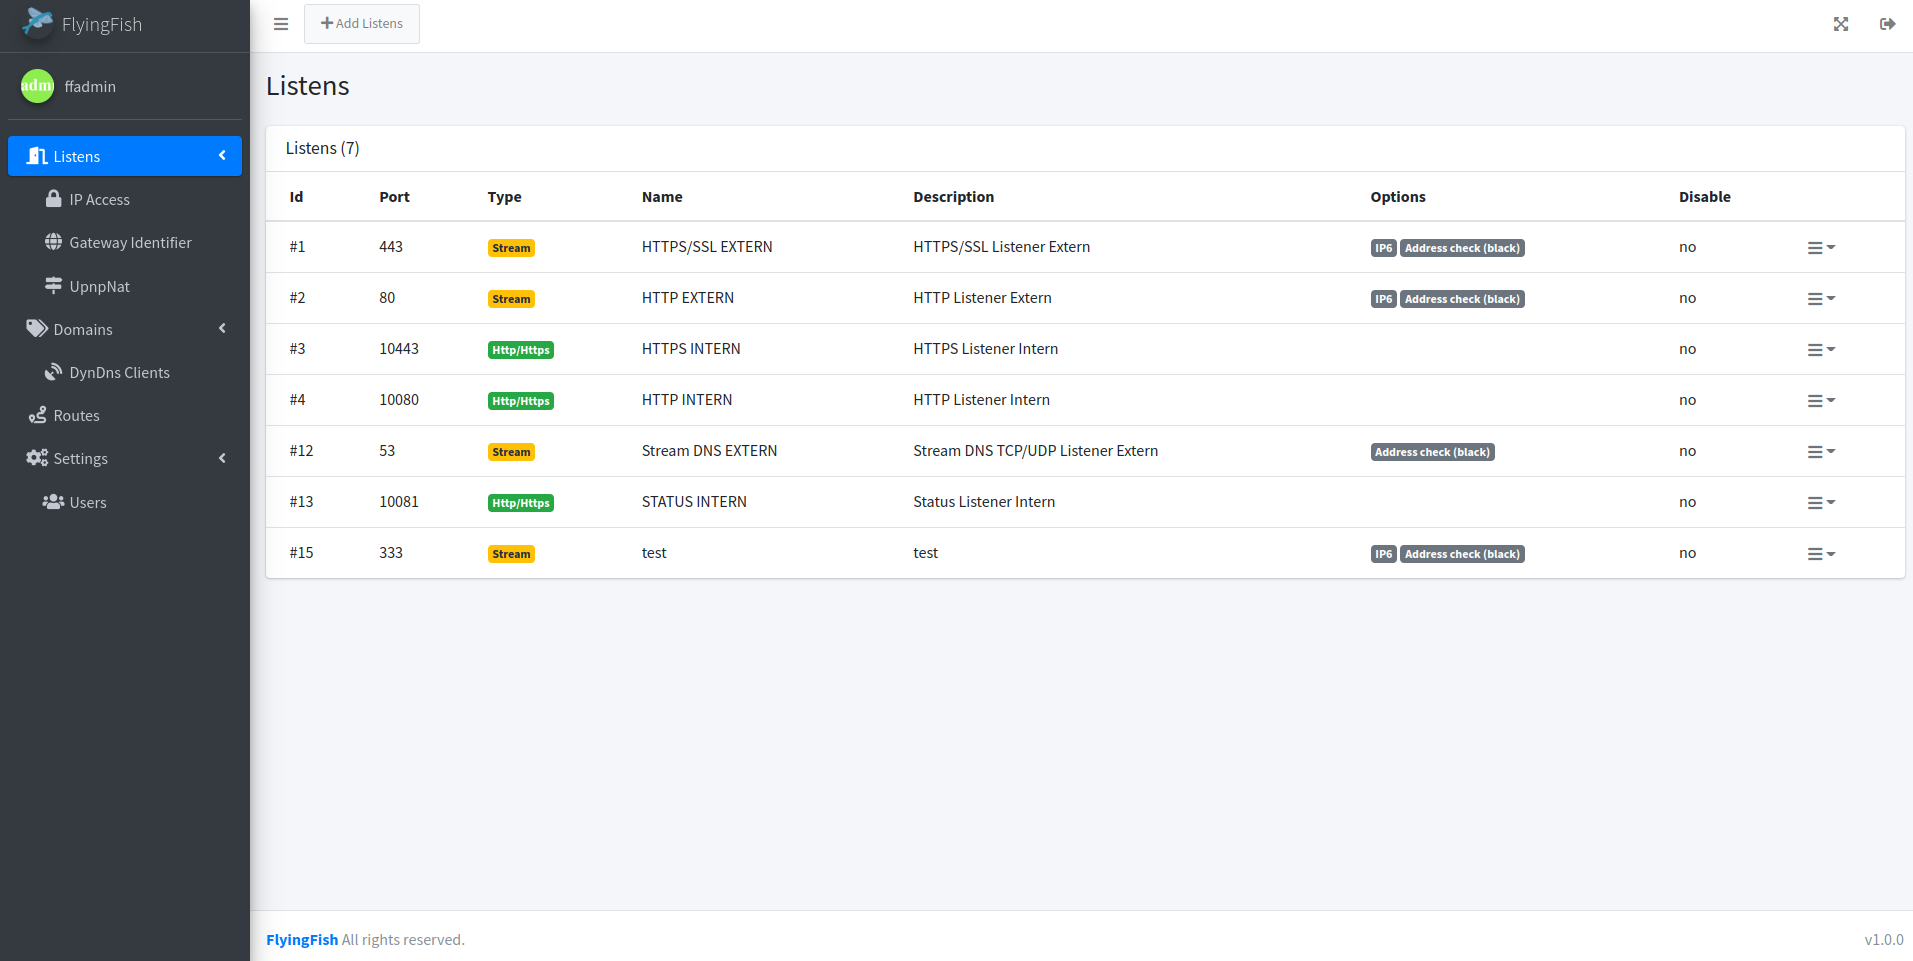 FlyingFish
adm
ffadmin
Listens
IP Access
Gateway Identifier
UpnpNat
Domains
DynDns Clients
Routes
Settings
Users
Add Listens
Listens
Listens (7)
Id Port Type Name Description Options Disable
#1 443 Stream HTTPS/SSL EXTERN HTTPS/SSL Listener Extern IP6 Address check (black) no
#2 80 Stream HTTP EXTERN HTTP Listener Extern IP6 Address check (black) no
#3 10443 Http/Https HTTPS INTERN HTTPS Listener Intern no
#4 10080 Http/Https HTTP INTERN HTTP Listener Intern no
#12 53 Stream Stream DNS EXTERN Stream DNS TCP/UDP Listener Extern Address check (black) no
#13 10081 Http/Https STATUS INTERN Status Listener Intern no
#15 333 Stream test test IP6 Address check (black) no
FlyingFish All rights reserved. v1.0.0